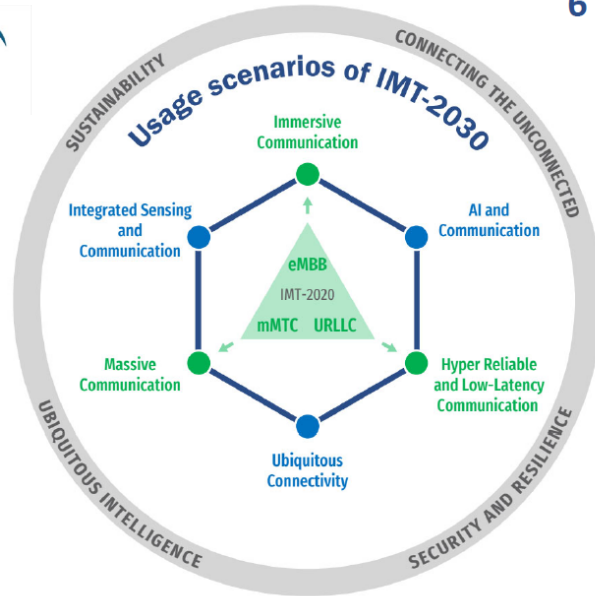 6
SUSTAINABILITY
CONNECTING THE UNCONNECTED
Usage scenarios of IMT-2030
Immersive
Communication
Integrated Sensing
and
Communication
AI and
Communication
eMBB
IMT-2020
mMTC URLLC
Massive
Communication
Hyper Reliable
and Low-Latency
Communication
Ubiquitous
Connectivity
UBIQUITOUS INTELLIGENCE
SECURITY AND RESILIENCE